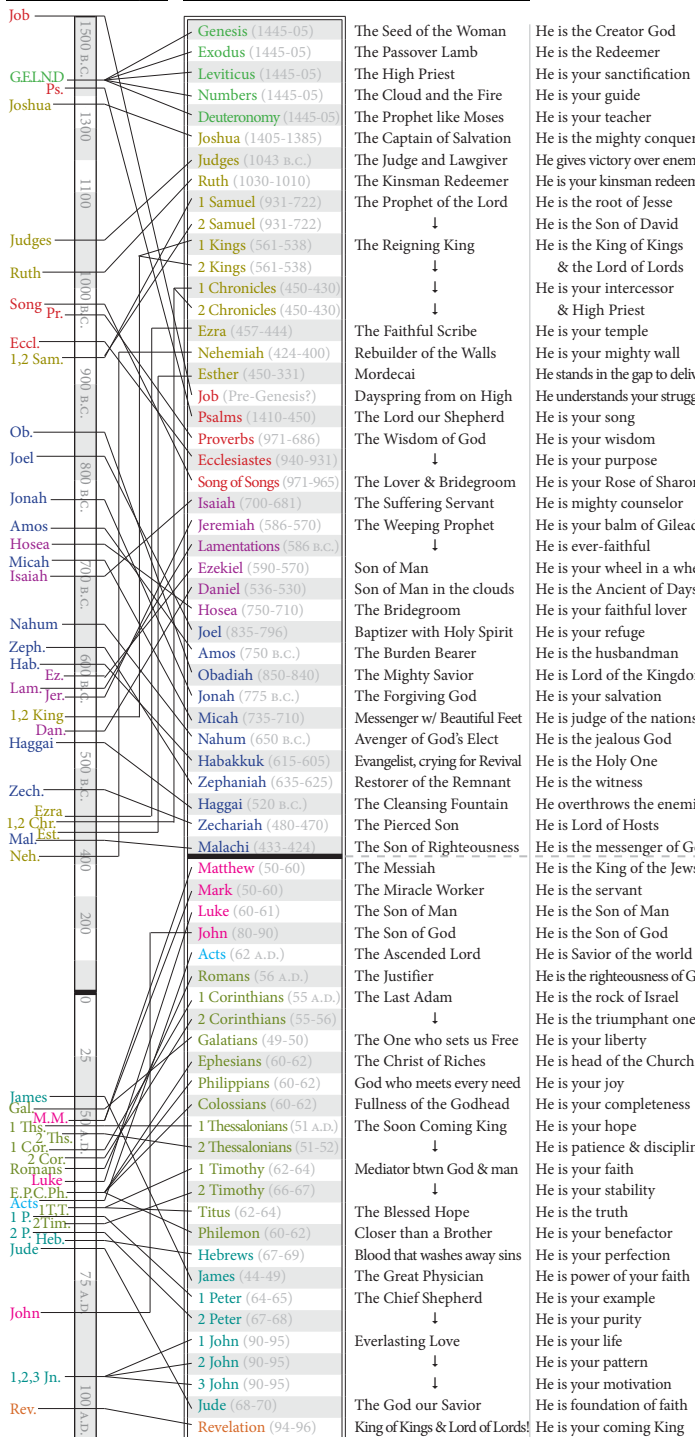 Job
G.E.L.N.D
Ps.
Joshua
Judges
Ruth
Song
Pr.
Eccl.
1,2 Sam.
Ob.
Joel
Jonah
Amos
Hosea
Micah
Isaiah
Nahum
Zeph.
Hab.
Ez.
Lam.
Jer.
1,2 King
Dan.
Haggai
Zech.
Ezra
1,2 Chr.
Est.
Mal.
Neh.
James
Gal.
M.M.
1 Ths.
2 Ths.
1 Cor.
2 Cor.
Romans
Luke
E.P.C.Ph.
Acts
1T,T.
1 P.
2Tim.
2 P.
Heb.
Jude
John
1,2,3 Jn.
Rev.
1500 B.C.
1300
1100
1000 B.C.
900 B.C.
800 B.C.
700 B.C.
600 B.C.
500 B.C.
400
200
0
25
50 A.D.
75 A.D.
100 A.D.
Genesis (1445-05) The Seed of the Woman He is the Creator God
Exodus (1445-05) The Passover Lamb He is the Redeemer
Leviticus (1445-05) The High Priest He is your sanctification
Numbers (1445-05) The Cloud and the Fire He is your guide
Deuteronomy (1445-05) The Prophet like Moses He is your teacher
Joshua (1405-1385) The Captain of Salvation He is the mighty conquer
Judges (1043 B.C.) The Judge and Lawgiver He gives victory over enem
Ruth (1030-1010) The Kinsman Redeemer He is your kinsman redeem
1 Samuel (931-722) The Prophet of the Lord He is the root of Jesse
2 Samuel (931-722) ↓ He is the Son of David
1 Kings (561-538) The Reigning King He is the King of Kings
2 Kings (561-538) ↓ & the Lord of Lords
1 Chronicles (450-430) ↓ He is your intercessor
2 Chronicles (450-430) ↓ & High Priest
Ezra (457-444) The Faithful Scribe He is your temple
Nehemiah (424-400) Rebuilder of the Walls He is your mighty wall
Esther (450-331) Mordecai He stands in the gap to deliv
Job (Pre-Genesis?) Dayspring from on High He understands your strugg
Psalms (1410-450) The Lord our Shepherd He is your song
Proverbs (971-686) The Wisdom of God He is your wisdom
Ecclesiastes (940-931) ↓ He is your purpose
Song of Songs (971-965) The Lover & Bridegroom He is your Rose of Sharon
Isaiah (700-681) The Suffering Servant He is mighty counselor
Jeremiah (586-570) The Weeping Prophet He is your balm of Gilead
Lamentations (586 B.C.) ↓ He is ever-faithful
Ezekiel (590-570) Son of Man He is your wheel in a whe
Daniel (536-530) Son of Man in the clouds He is the Ancient of Days
Hosea (750-710) The Bridegroom He is your faithful lover
Joel (835-796) Baptizer with Holy Spirit He is your refuge
Amos (750 B.C.) The Burden Bearer He is the husbandman
Obadiah (850-840) The Mighty Savior He is Lord of the Kingdo
Jonah (775 B.C.) The Forgiving God He is your salvation
Micah (735-710) Messenger w/ Beautiful Feet He is judge of the nations
Nahum (650 B.C.) Avenger of God's Elect He is the jealous God
Habakkuk (615-605) Evangelist, crying for Revival He is the Holy One
Zephaniah (635-625) Restorer of the Remnant He is the witness
Haggai (520 B.C.) The Cleansing Fountain He overthrows the enemi
Zechariah (480-470) The Pierced Son He is Lord of Hosts
Malachi (433-424) The Son of Righteousness He is the messenger of G
Matthew (50-60) The Messiah He is the King of the Jews
Mark (50-60) The Miracle Worker He is the servant
Luke (60-61) The Son of Man He is the Son of Man
John (80-90) The Son of God He is the Son of God
Acts (62 A.D.) The Ascended Lord He is Savior of the world
Romans (56 A.D.) The Justifier He is the righteousness of G
1 Corinthians (55 A.D.) The Last Adam He is the rock of Israel
2 Corinthians (55-56) ↓ He is the triumphant one
Galatians (49-50) The One who sets us Free He is your liberty
Ephesians (60-62) The Christ of Riches He is head of the Church
Philippians (60-62) God who meets every need He is your joy
Colossians (60-62) Fullness of the Godhead He is your completeness
1 Thessalonians (51 A.D.) The Soon Coming King He is your hope
2 Thessalonians (51-52) ↓ He is patience & disciplin
1 Timothy (62-64) Mediator btwn God & man He is your faith
2 Timothy (66-67) ↓ He is your stability
Titus (62-64) The Blessed Hope He is the truth
Philemon (60-62) Closer than a Brother He is your benefactor
Hebrews (67-69) Blood that washes away sins He is your perfection
James (44-49) The Great Physician He is power of your faith
1 Peter (64-65) The Chief Shepherd He is your example
2 Peter (67-68) ↓ He is your purity
1 John (90-95) Everlasting Love He is your life
2 John (90-95) ↓ He is your pattern
3 John (90-95) ↓ He is your motivation
Jude (68-70) The God our Savior He is foundation of faith
Revelation (94-96) King of Kings & Lord of Lords! He is your coming King